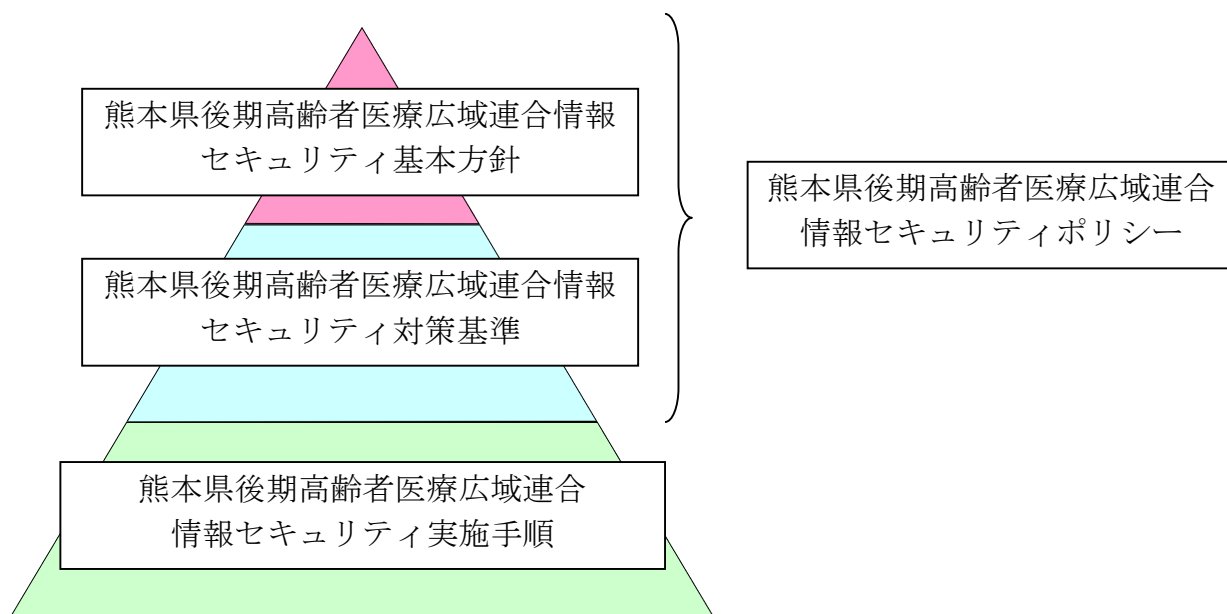 熊本県後期高齢者医療広域連合情報
セキュリティ基本方針
熊本県後期高齢者医療広域連合
情報セキュリティポリシー
熊本県後期高齢者医療広域連合情報
セキュリティ対策基準
熊本県後期高齢者医療広域連合
情報セキュリティ実施手順